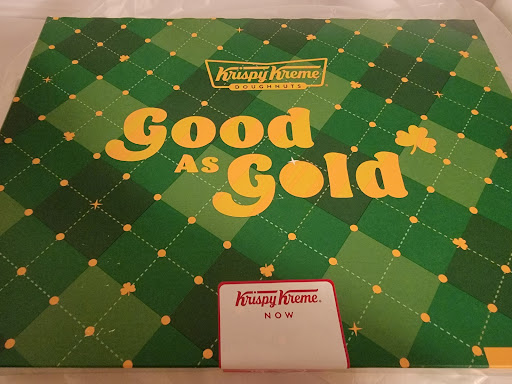 Krispy Kreme
DOUGHNUTS
Good
AS Gold
Krispy Kreme®
NOW